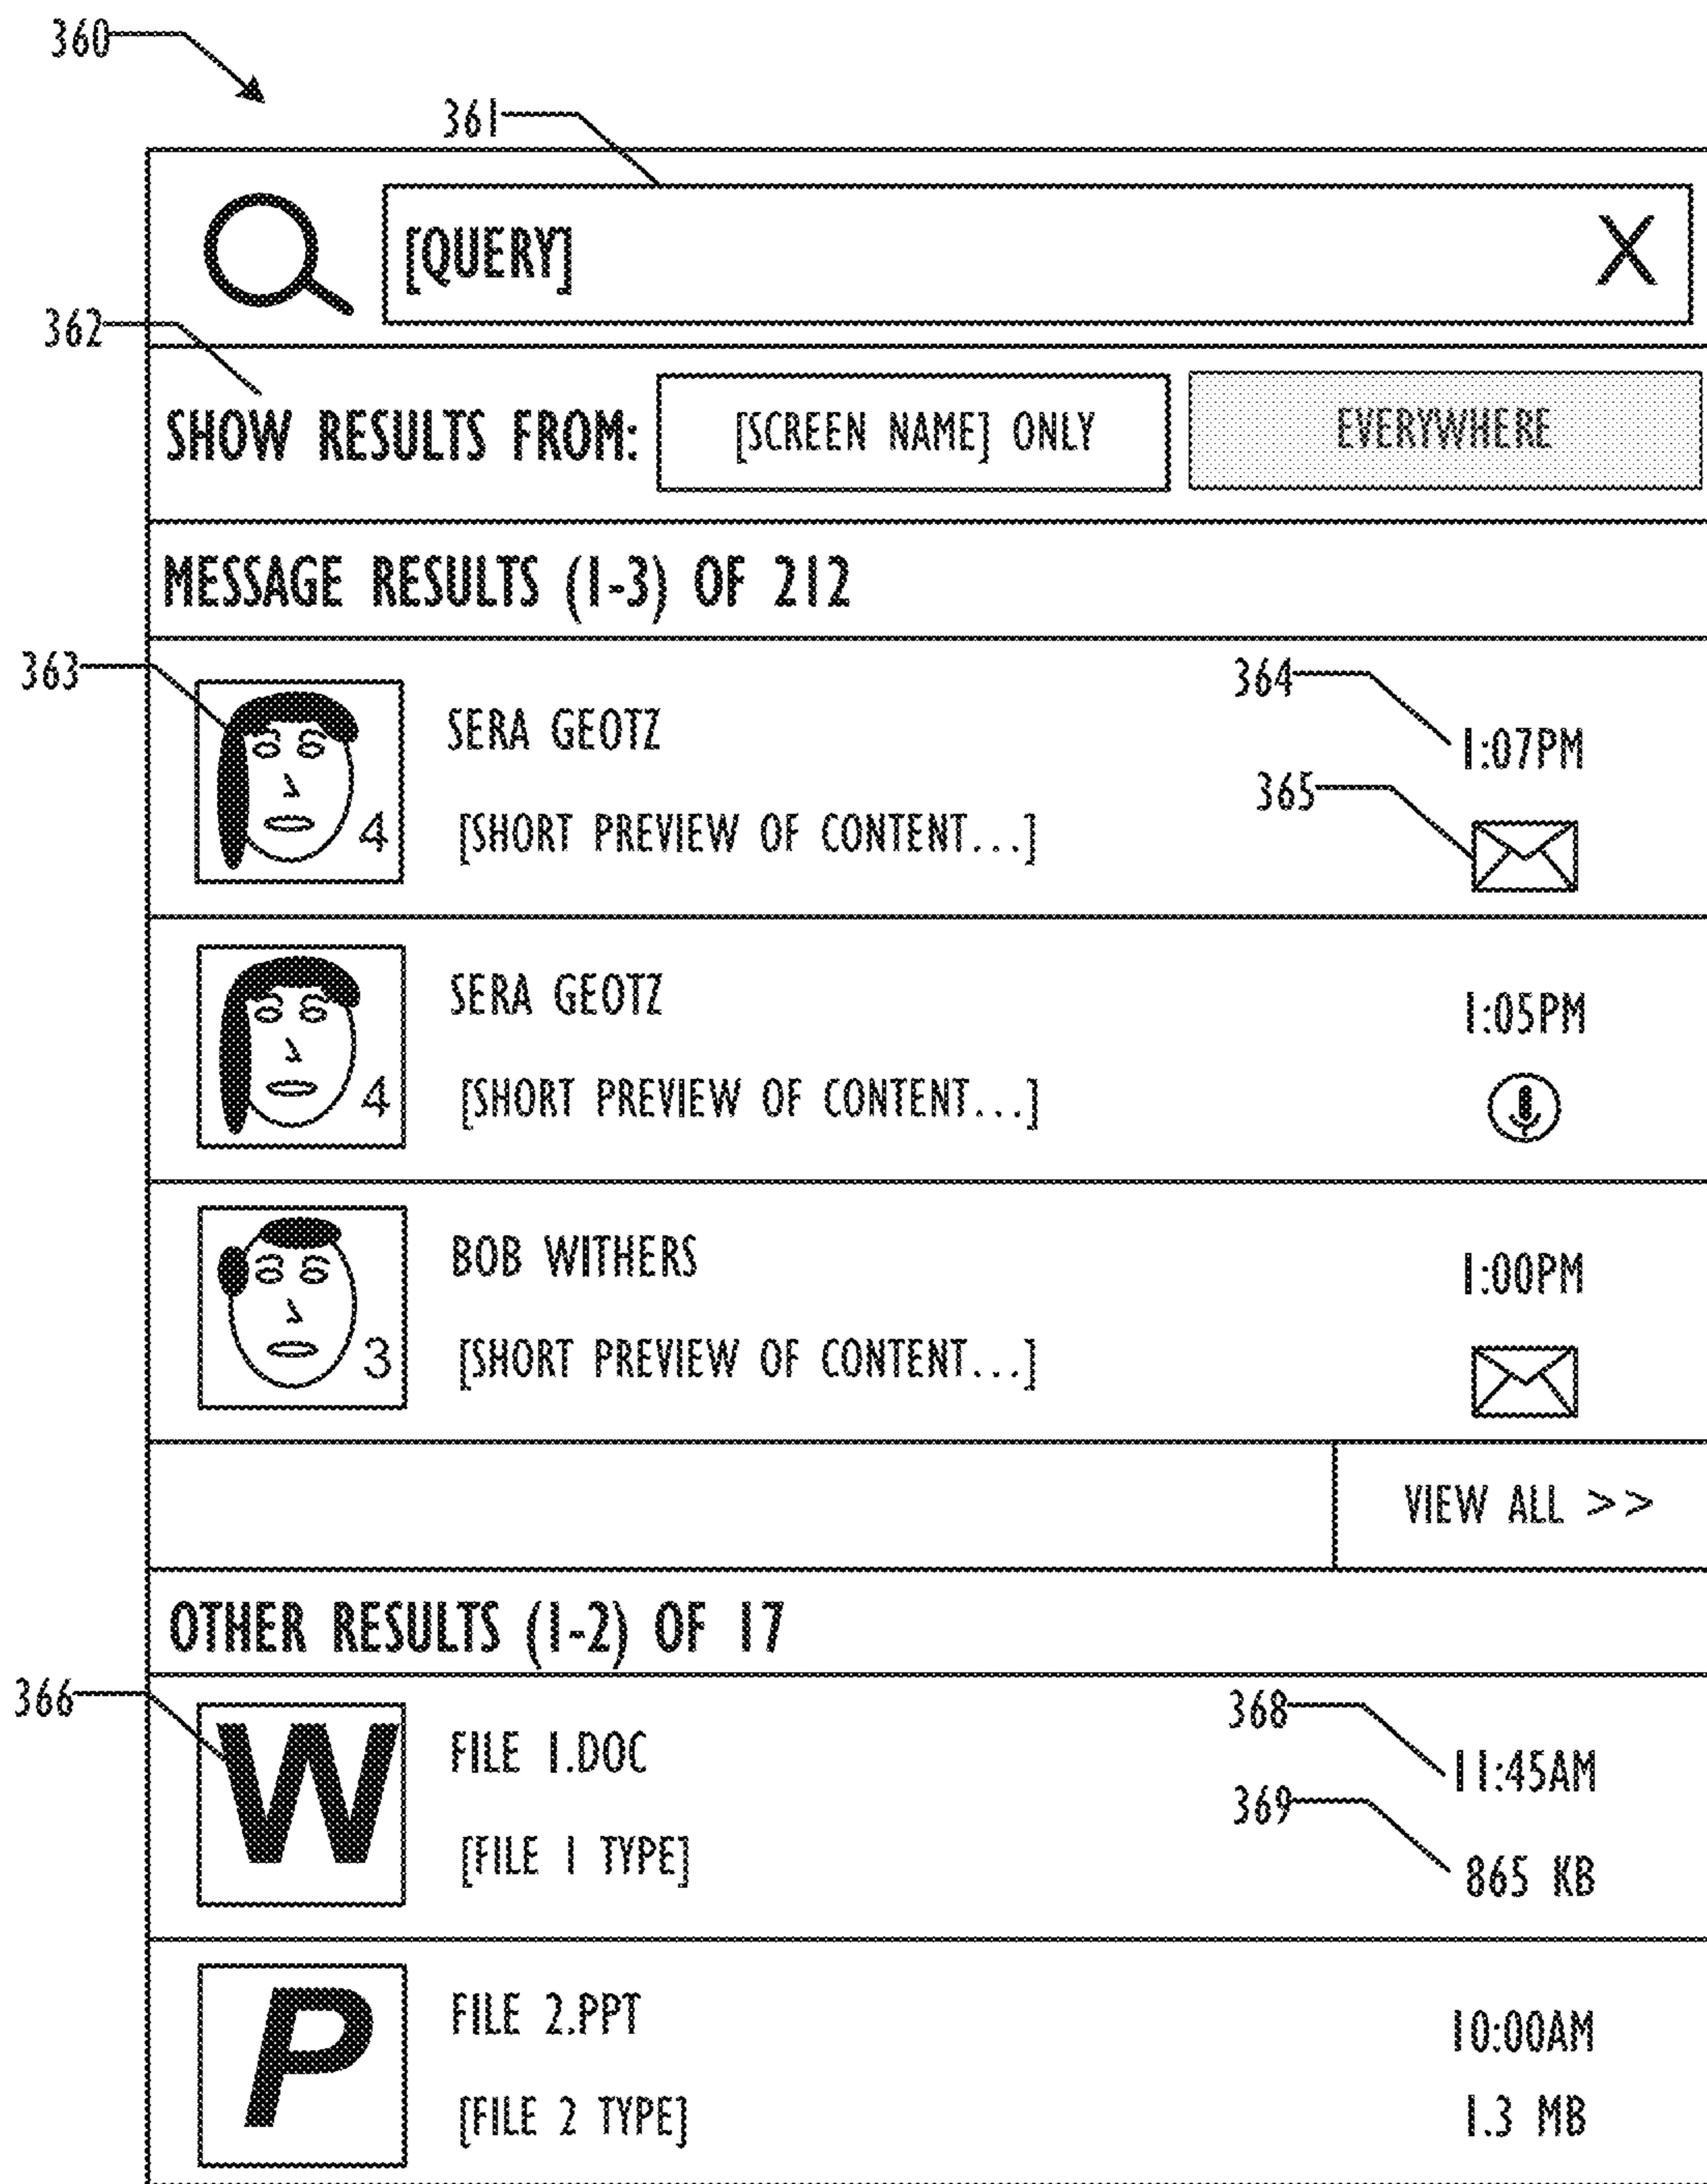 360
361
[QUERY] X
362
SHOW RESULTS FROM: [SCREEN NAME] ONLY EVERYWHERE
MESSAGE RESULTS (1-3) OF 212
363
364
SERA GEOTZ
1:07PM
365
4
[SHORT PREVIEW OF CONTENT...]
SERA GEOTZ
1:05PM
4
[SHORT PREVIEW OF CONTENT...]
BOB WITHERS
1:00PM
3
[SHORT PREVIEW OF CONTENT...]
VIEW ALL >>
OTHER RESULTS (1-2) OF 17
366
368
W
FILE 1.DOC
11:45AM
369
[FILE 1 TYPE]
865 KB
P
FILE 2.PPT
10:00AM
[FILE 2 TYPE]
1.3 MB